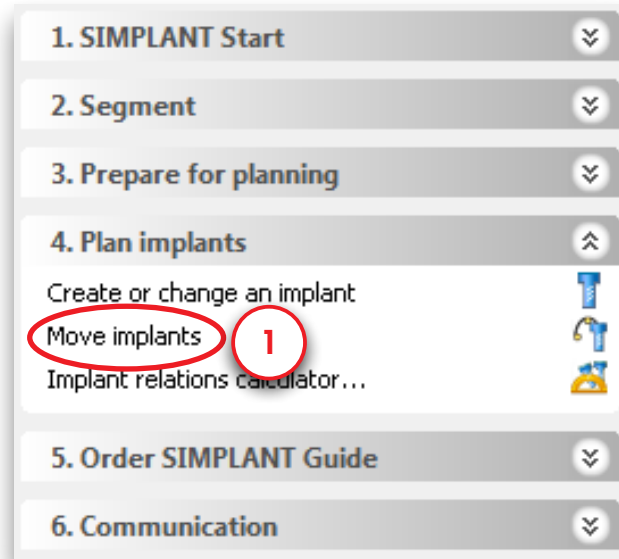 1. SIMPLANT Start
2. Segment
3. Prepare for planning
4. Plan implants
Create or change an implant
Move implants
1
Implant relations calculator...
5. Order SIMPLANT Guide
6. Communication